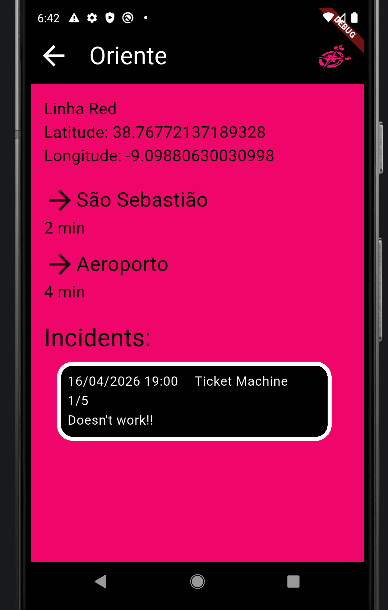 6:42
DEBUG
Oriente
Linha Red
Latitude: 38.76772137189328
Longitude: -9.09880630030998
São Sebastião
2 min
Aeroporto
4 min
Incidents:
16/04/2026 19:00 Ticket Machine
1/5
Doesn't work!!